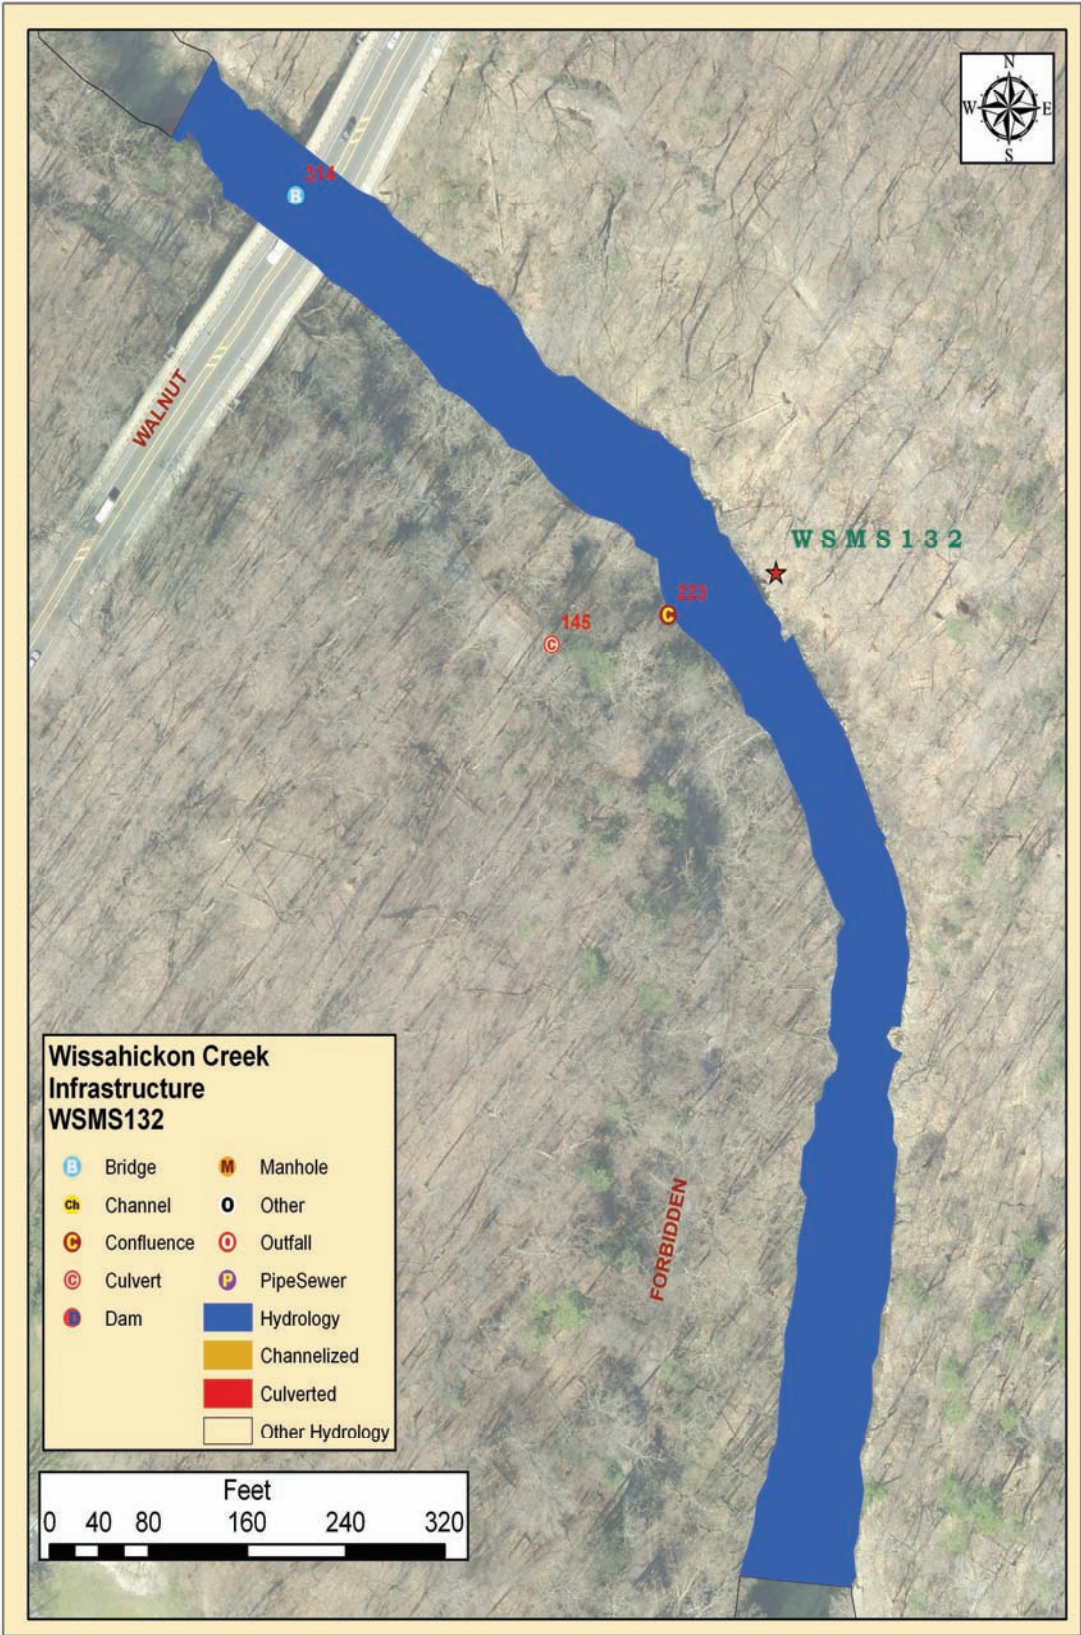 N
W E
S
214
WALNUT
WSMS132
223
145
FORBIDDEN
Wissahickon Creek
Infrastructure
WSMS132
B Bridge
M Manhole
Ch Channel
O Other
C Confluence
O Outfall
C Culvert
P PipeSewer
D Dam
Hydrology
Channelized
Culverted
Other Hydrology
Feet
0 40 80 160 240 320
B
C
C